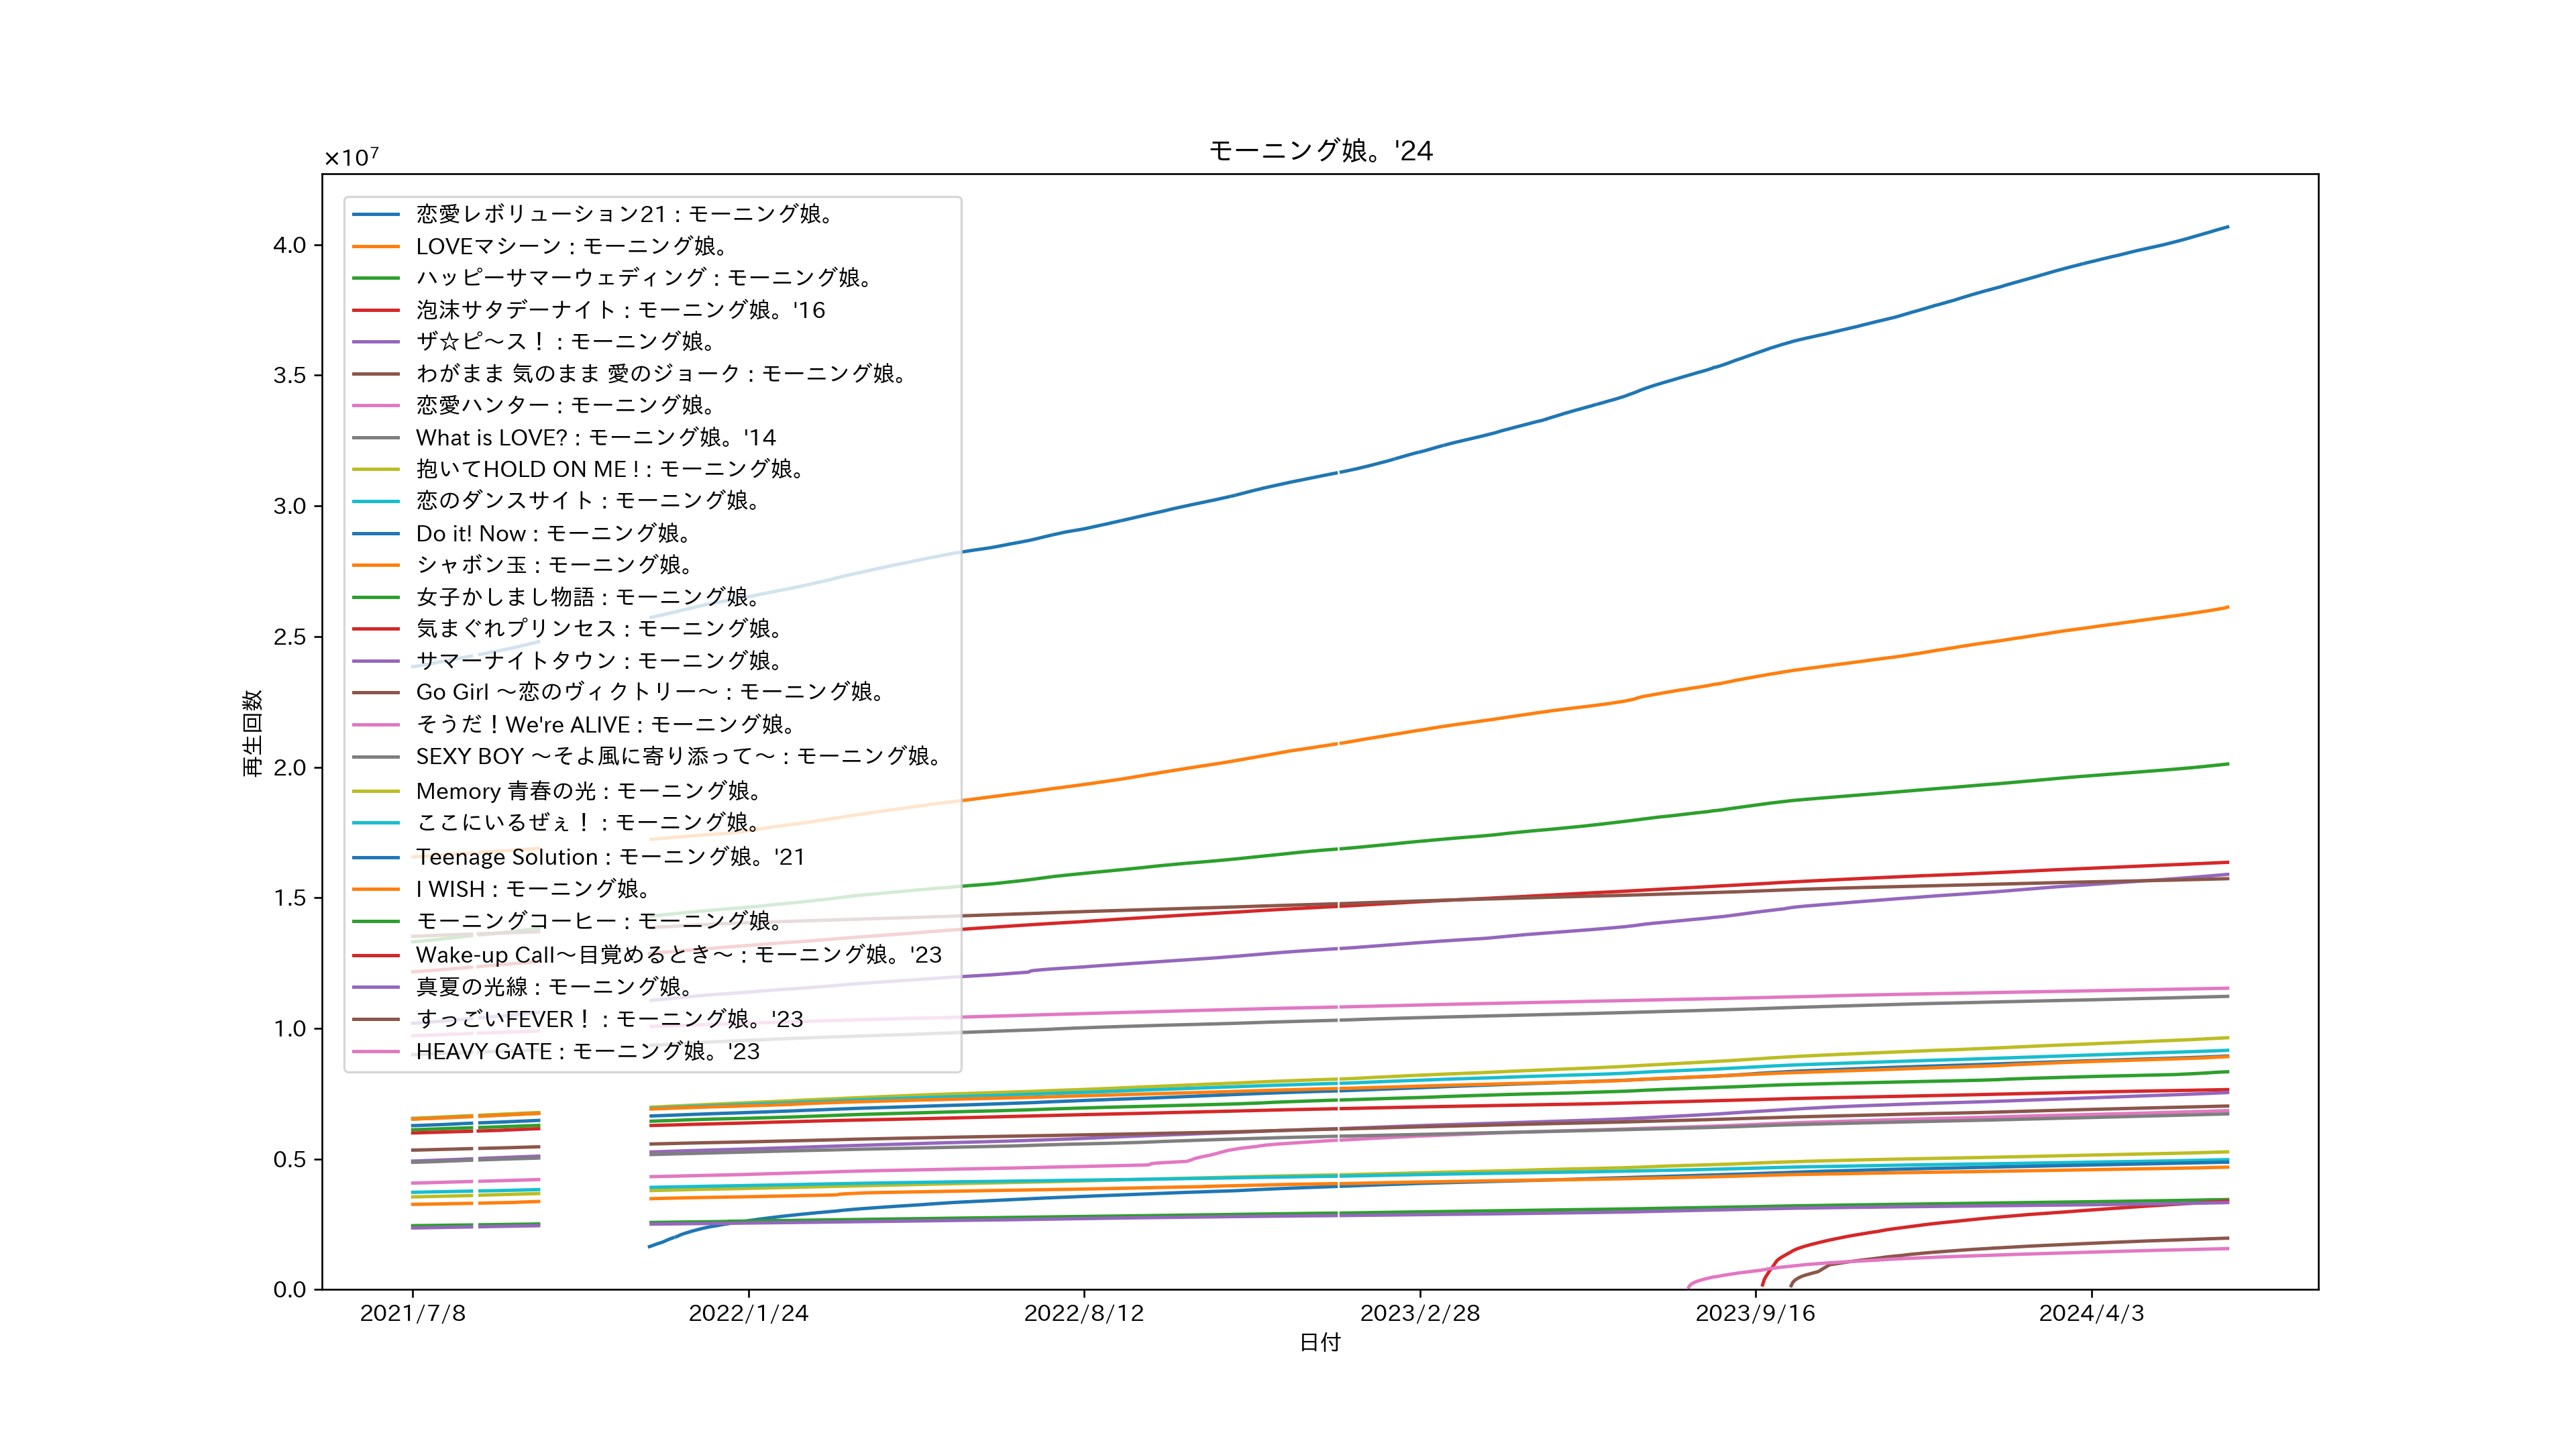 モーニング娘。'24
×10⁷
4.0
3.5
3.0
2.5
2.0
1.5
1.0
0.5
0.0
再生回数
恋愛レボリューション21 : モーニング娘。
LOVEマシーン : モーニング娘。
ハッピーサマーウェディング : モーニング娘。
泡沫サタデーナイト : モーニング娘。'16
ザ☆ピ〜ス！ : モーニング娘。
わがまま 気のまま 愛のジョーク : モーニング娘。
恋愛ハンター : モーニング娘。
What is LOVE? : モーニング娘。'14
抱いてHOLD ON ME ! : モーニング娘。
恋のダンスサイト : モーニング娘。
Do it! Now : モーニング娘。
シャボン玉 : モーニング娘。
女子かしまし物語 : モーニング娘。
気まぐれプリンセス : モーニング娘。
サマーナイトタウン : モーニング娘。
Go Girl 〜恋のヴィクトリー〜 : モーニング娘。
そうだ！We're ALIVE : モーニング娘。
SEXY BOY 〜そよ風に寄り添って〜 : モーニング娘。
Memory 青春の光 : モーニング娘。
ここにいるぜぇ！ : モーニング娘。
Teenage Solution : モーニング娘。'21
I WISH : モーニング娘。
モーニングコーヒー : モーニング娘。
Wake-up Call〜目覚めるとき〜 : モーニング娘。'23
真夏の光線 : モーニング娘。
すっごいFEVER！ : モーニング娘。'23
HEAVY GATE : モーニング娘。'23
2021/7/8 2022/1/24 2022/8/12 2023/2/28 2023/9/16 2024/4/3
日付